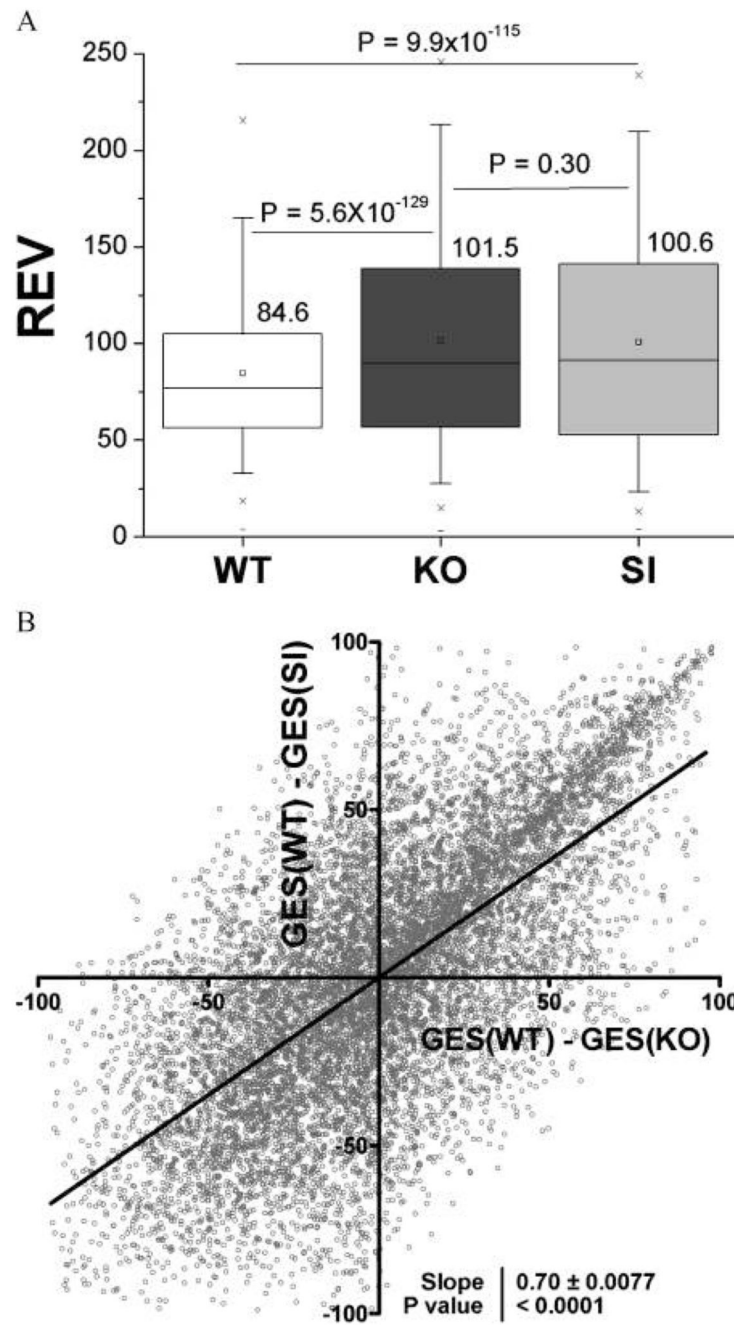 A
P = 9.9x10⁻¹¹⁵
250
200
P = 0.30
P = 5.6X10⁻¹²⁹
150
101.5
100.6
84.6
REV
100
50
0
WT
KO
SI
B
100
GES(WT) - GES(SI)
50
-100
-50
50
100
GES(WT) - GES(KO)
-50
Slope 0.70 ± 0.0077
P value < 0.0001
-100